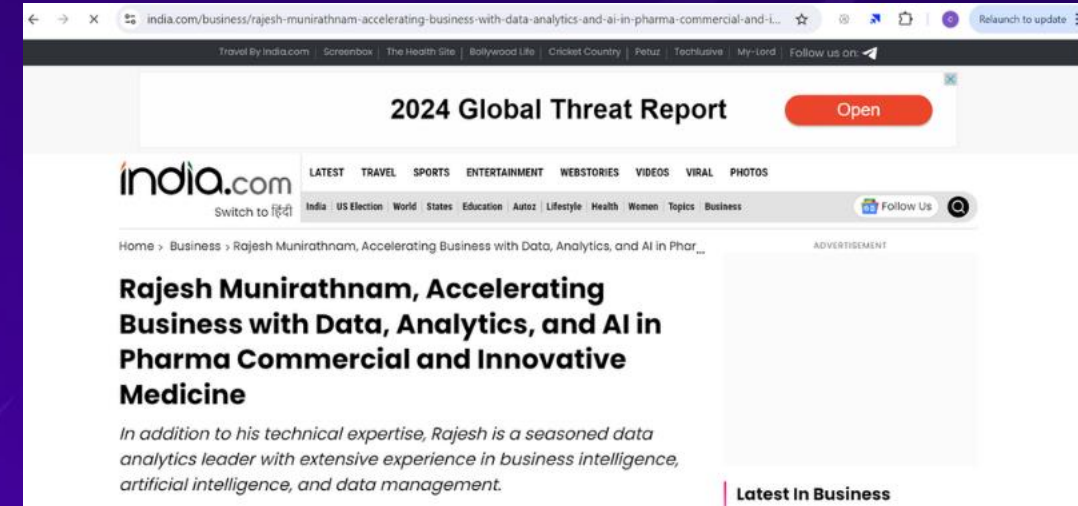 india.com/business/rajesh-munirathnam-accelerating-business-with-data-analytics-and-ai-in-pharma-commercial-and-i...
Relaunch to update
Travel By India.com | Screenbox | The Health Site | Bollywood Life | Cricket Country | Petuz | Techlusive | My-Lord | Follow us on:
2024 Global Threat Report
Open
india.com
LATEST TRAVEL SPORTS ENTERTAINMENT WEBSTORIES VIDEOS VIRAL PHOTOS
Switch to हिंदी
India US Election World States Education Autoz Lifestyle Health Women Topics Business
Follow Us
Home > Business > Rajesh Munirathnam, Accelerating Business with Data, Analytics, and AI in Phar...
ADVERTISEMENT
Rajesh Munirathnam, Accelerating
Business with Data, Analytics, and AI in
Pharma Commercial and Innovative
Medicine
In addition to his technical expertise, Rajesh is a seasoned data
analytics leader with extensive experience in business intelligence,
artificial intelligence, and data management.
Latest In Business